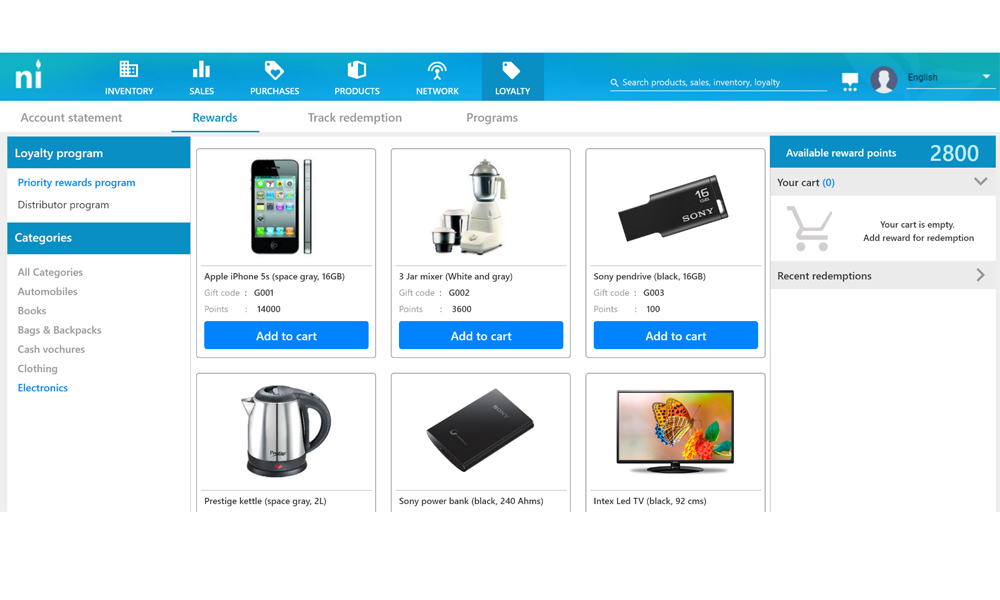 ni
INVENTORY
SALES
PURCHASES
PRODUCTS
NETWORK
LOYALTY
Search products, sales, inventory, loyalty
English
Account statement
Rewards
Track redemption
Programs
Loyalty program
Priority rewards program
Distributor program
Categories
All Categories
Automobiles
Books
Bags & Backpacks
Cash vochures
Clothing
Electronics
Apple iPhone 5s (space gray, 16GB)
Gift code : G001
Points : 14000
Add to cart
3 Jar mixer (White and gray)
Gift code : G002
Points : 3600
Add to cart
16
GB
SONY
Sony pendrive (black, 16GB)
Gift code : G003
Points : 100
Add to cart
Prestige kettle (space gray, 2L)
SONY
Sony power bank (black, 240 Ahms)
Intex Led TV (black, 92 cms)
Available reward points 2800
Your cart (0)
Your cart is empty.
Add reward for redemption
Recent redemptions